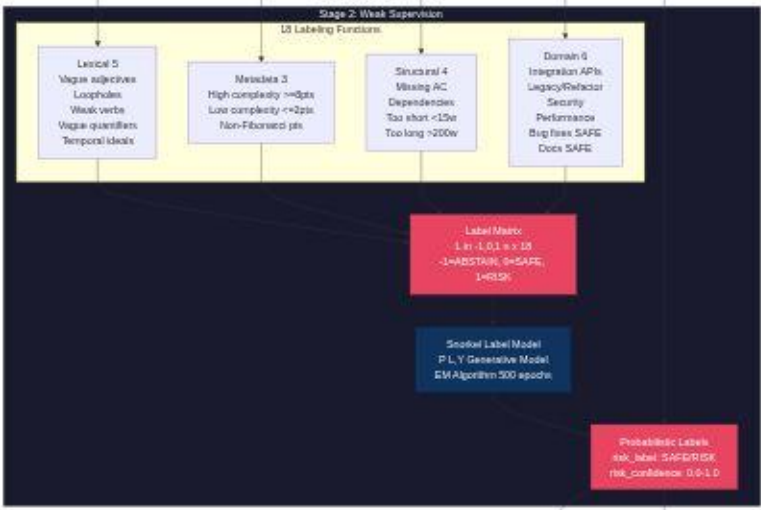 Stage 2: Weak Supervision
18 Labeling Functions
Lexical 5
Vague adjectives
Loopholes
Weak verbs
Vague quantifiers
Temporal ideals
Metadata 3
High complexity >=8pts
Low complexity <=2pts
Non-Fibonacci pts
Structural 4
Missing AC
Dependencies
Too short <15w
Too long >200w
Domain 6
Integration APIs
Legacy/Refactor
Security
Performance
Bug fixes SAFE
Docs SAFE
Label Matrix
-1,0,1 n x 18
-1=ABSTAIN, 0=SAFE,
1=RISK
Snorkel Label Model
P L,Y Generative Model
EM Algorithm 500 epochs
Probabilistic Labels
risk_label: SAFE/RISK
risk_confidence: 0.0-1.0